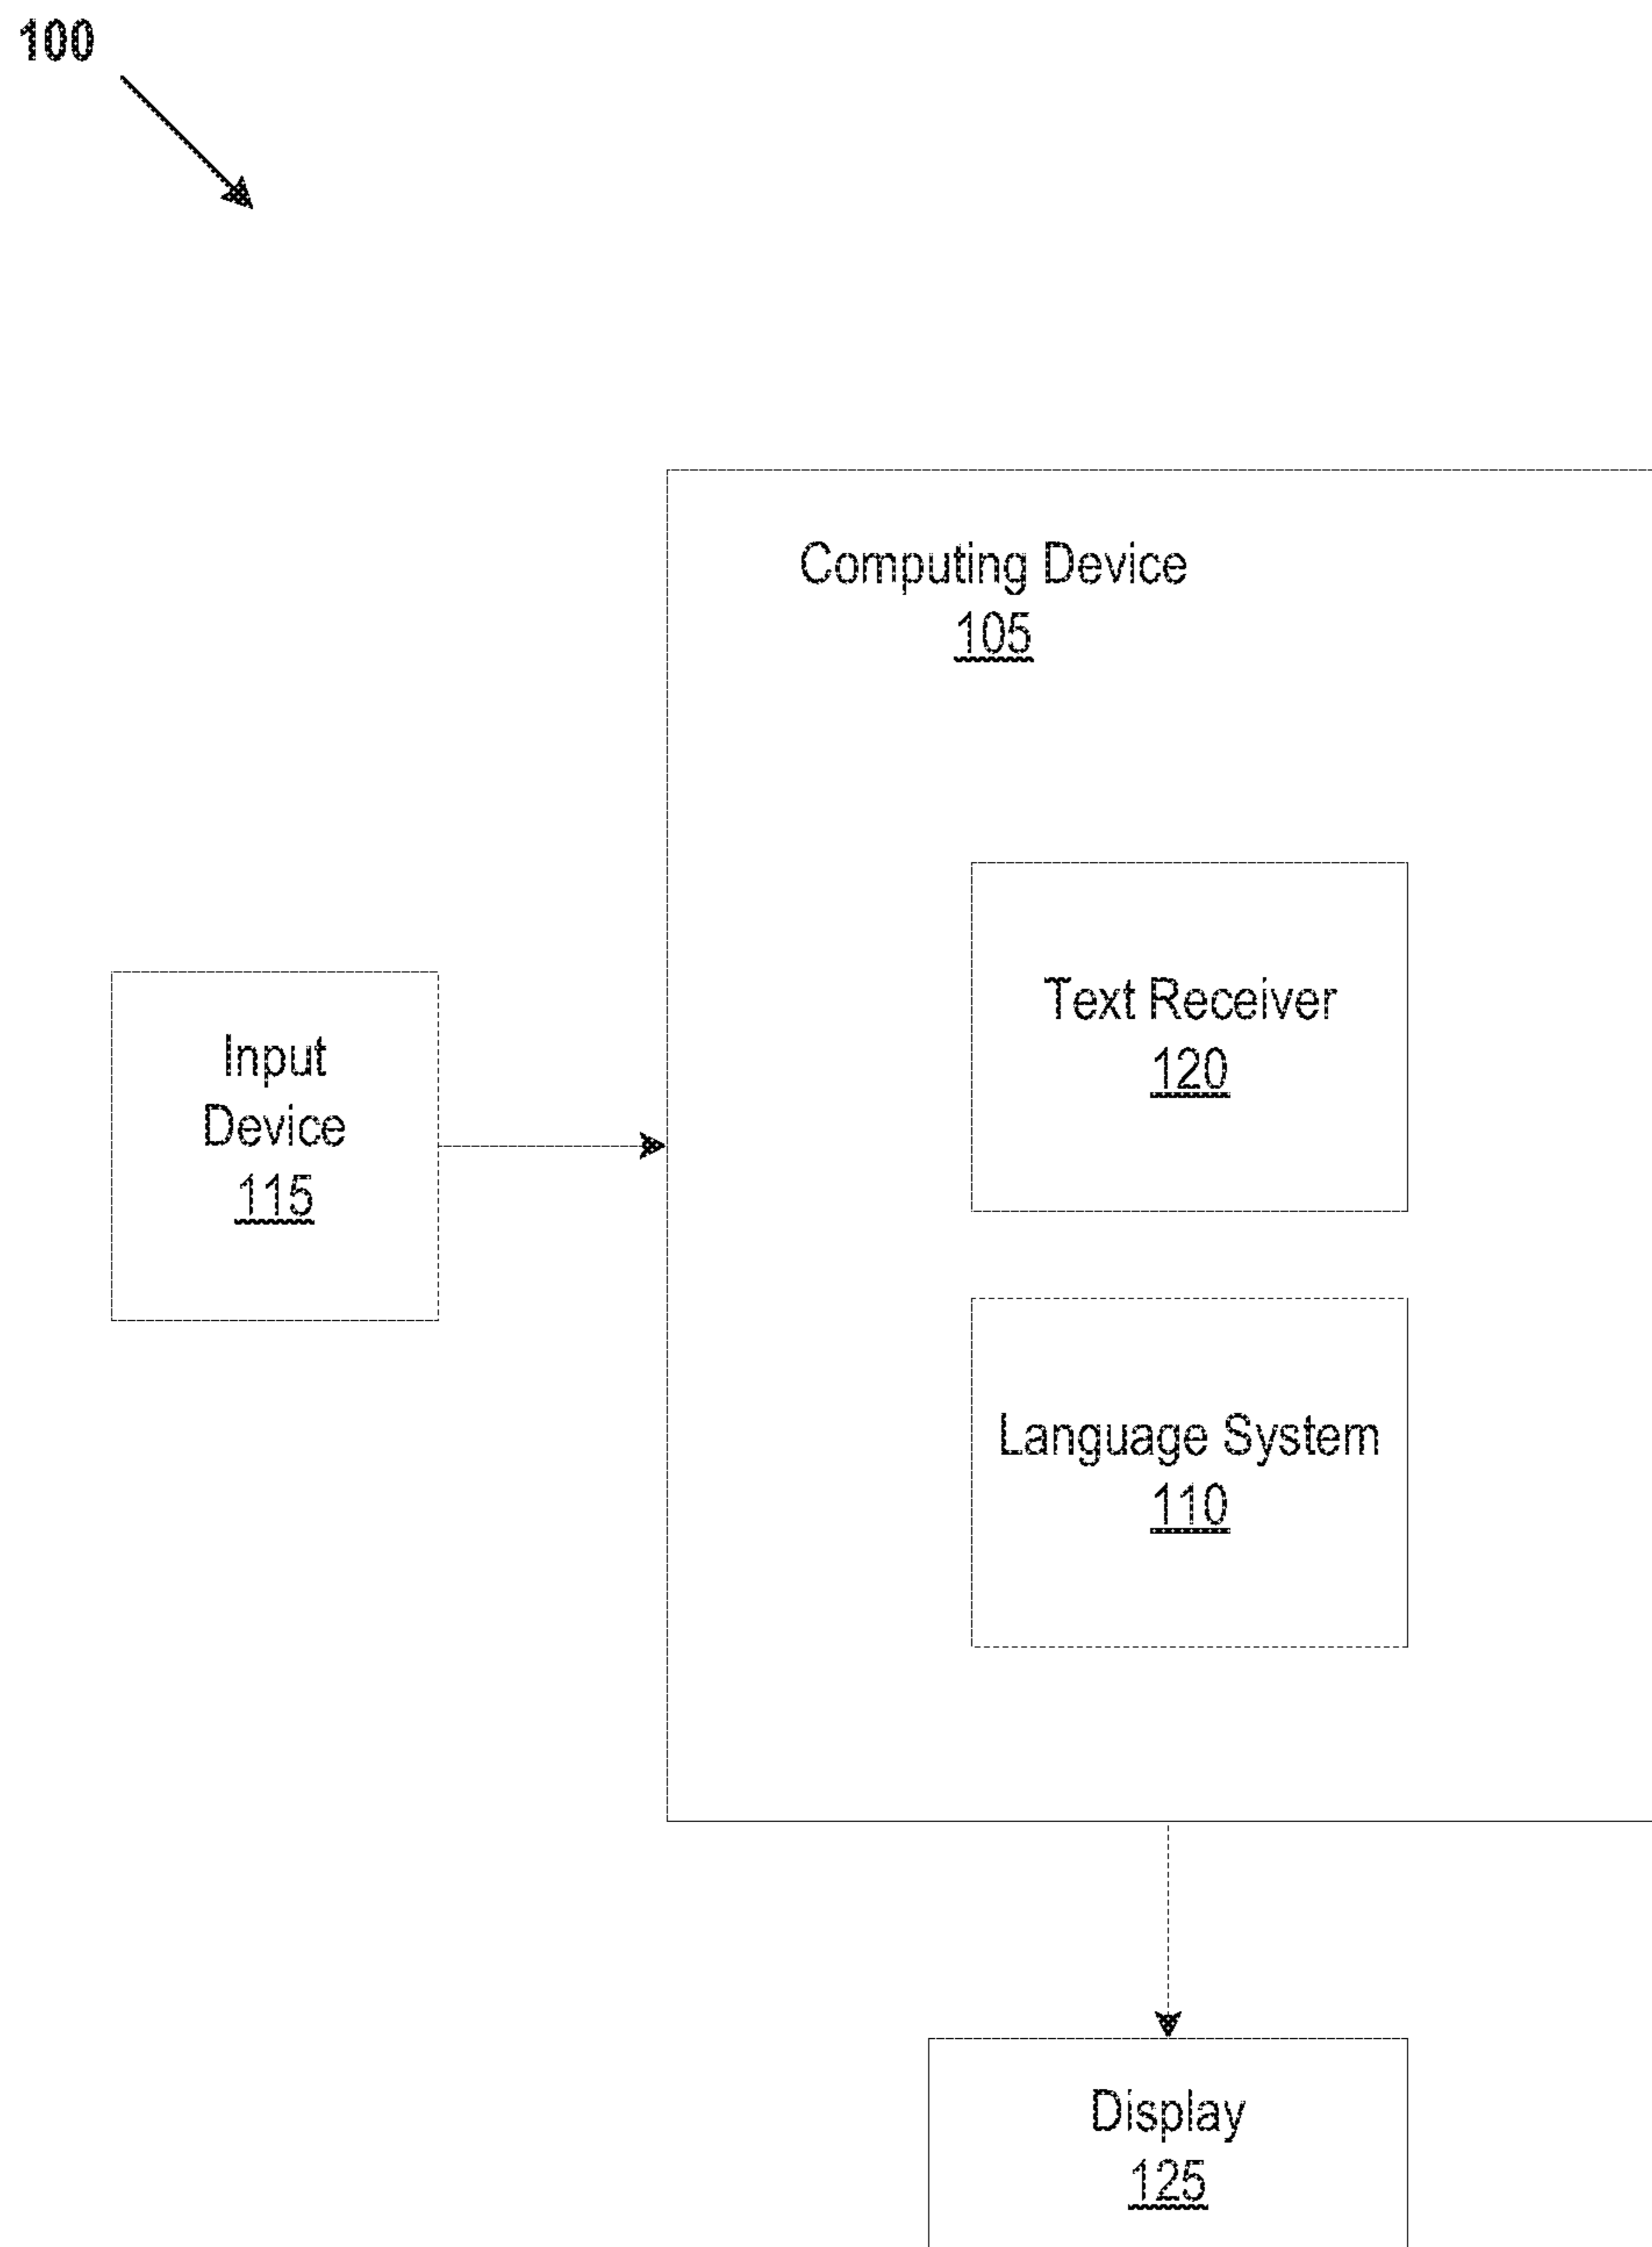 100
Computing Device
105
Text Receiver
120
Input
Device
115
Language System
110
Display
125